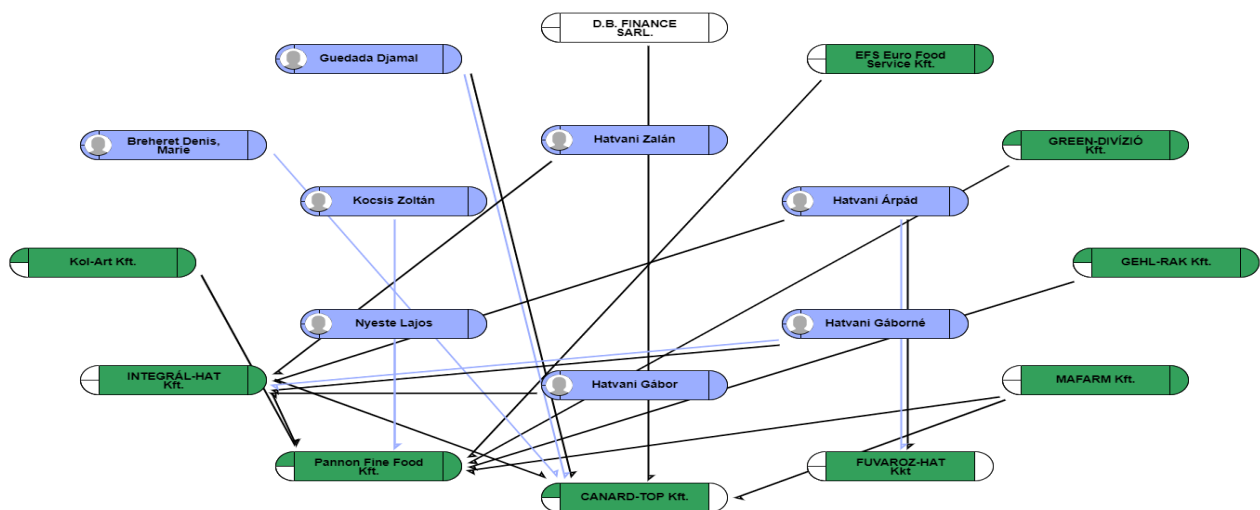 D.B. FINANCE
SARL.
Guedada Djamal
EFS Euro Food
Service Kft.
Breheret Denis,
Marie
Hatvani Zalán
GREEN-DIVÍZIÓ
Kft.
Kocsis Zoltán
Hatvani Árpád
Kol-Art Kft.
GEHL-RAK Kft.
Nyeste Lajos
Hatvani Gáborné
INTEGRÁL-HAT
Kft.
Hatvani Gábor
MAFARM Kft.
Pannon Fine Food
Kft.
FUVAROZ-HAT
Kkt
CANARD-TOP Kft.